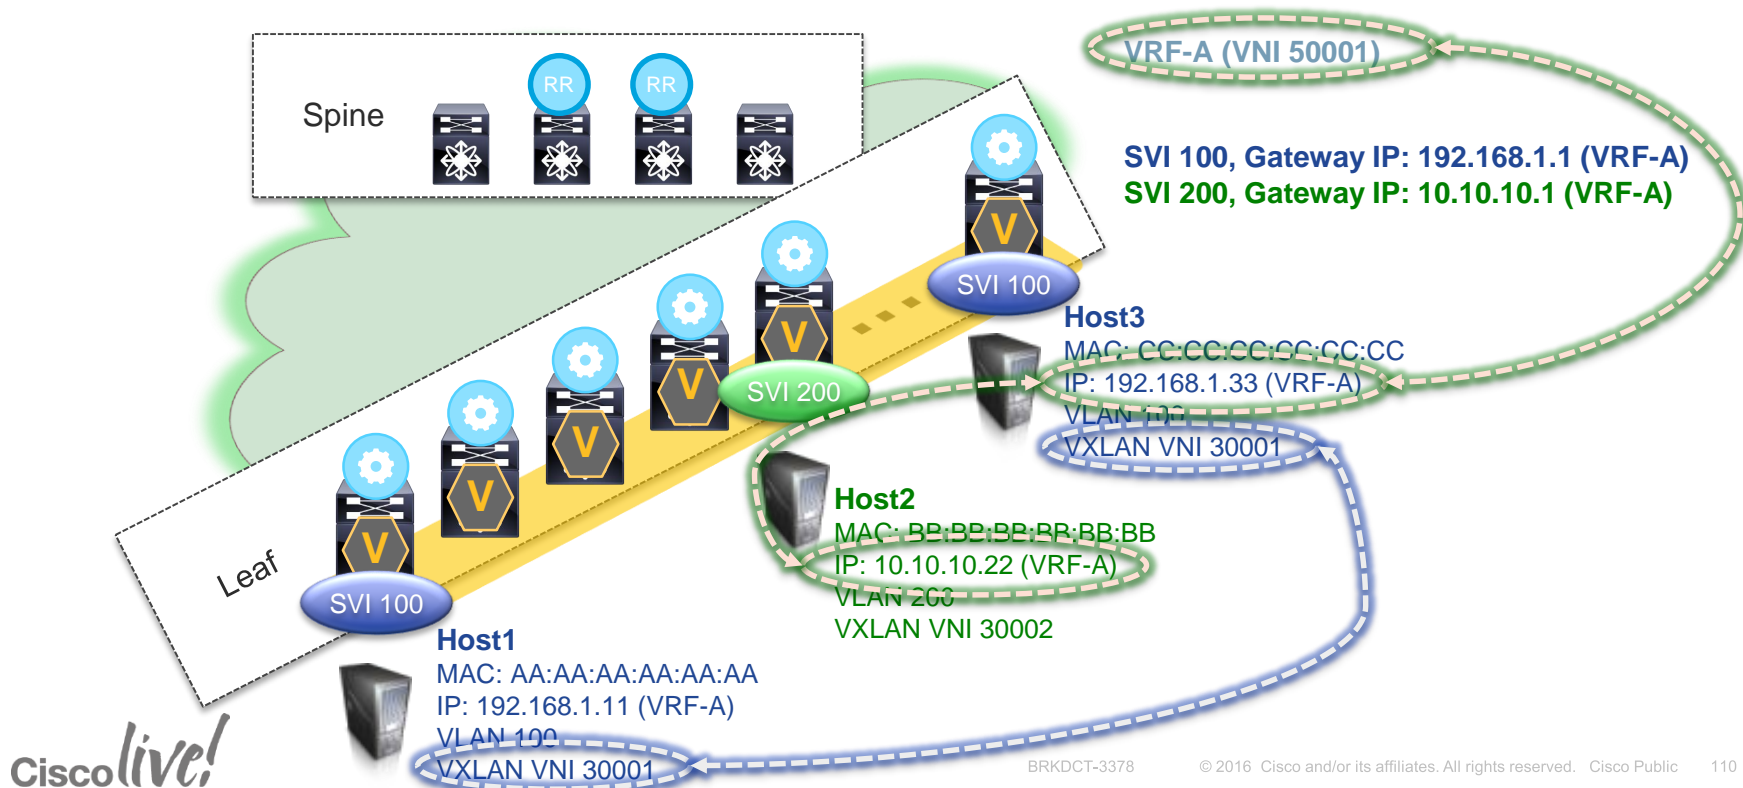 VRF-A (VNI 50001)
RR
RR
Spine
SVI 100, Gateway IP: 192.168.1.1 (VRF-A)
SVI 200, Gateway IP: 10.10.10.1 (VRF-A)
V
SVI 100
V
Host3
MAC: CC:CC:CC:CC:CC:CC
IP: 192.168.1.33 (VRF-A)
VLAN 100
VXLAN VNI 30001
V
SVI 200
V
V
Host2
MAC: BB:BB:BB:BB:BB:BB
IP: 10.10.10.22 (VRF-A)
VLAN 200
VXLAN VNI 30002
V
Leaf
SVI 100
Host1
MAC: AA:AA:AA:AA:AA:AA
IP: 192.168.1.11 (VRF-A)
VLAN 100
VXLAN VNI 30001
Cisco live!
BRKDCT-3378 © 2016 Cisco and/or its affiliates. All rights reserved. Cisco Public 110